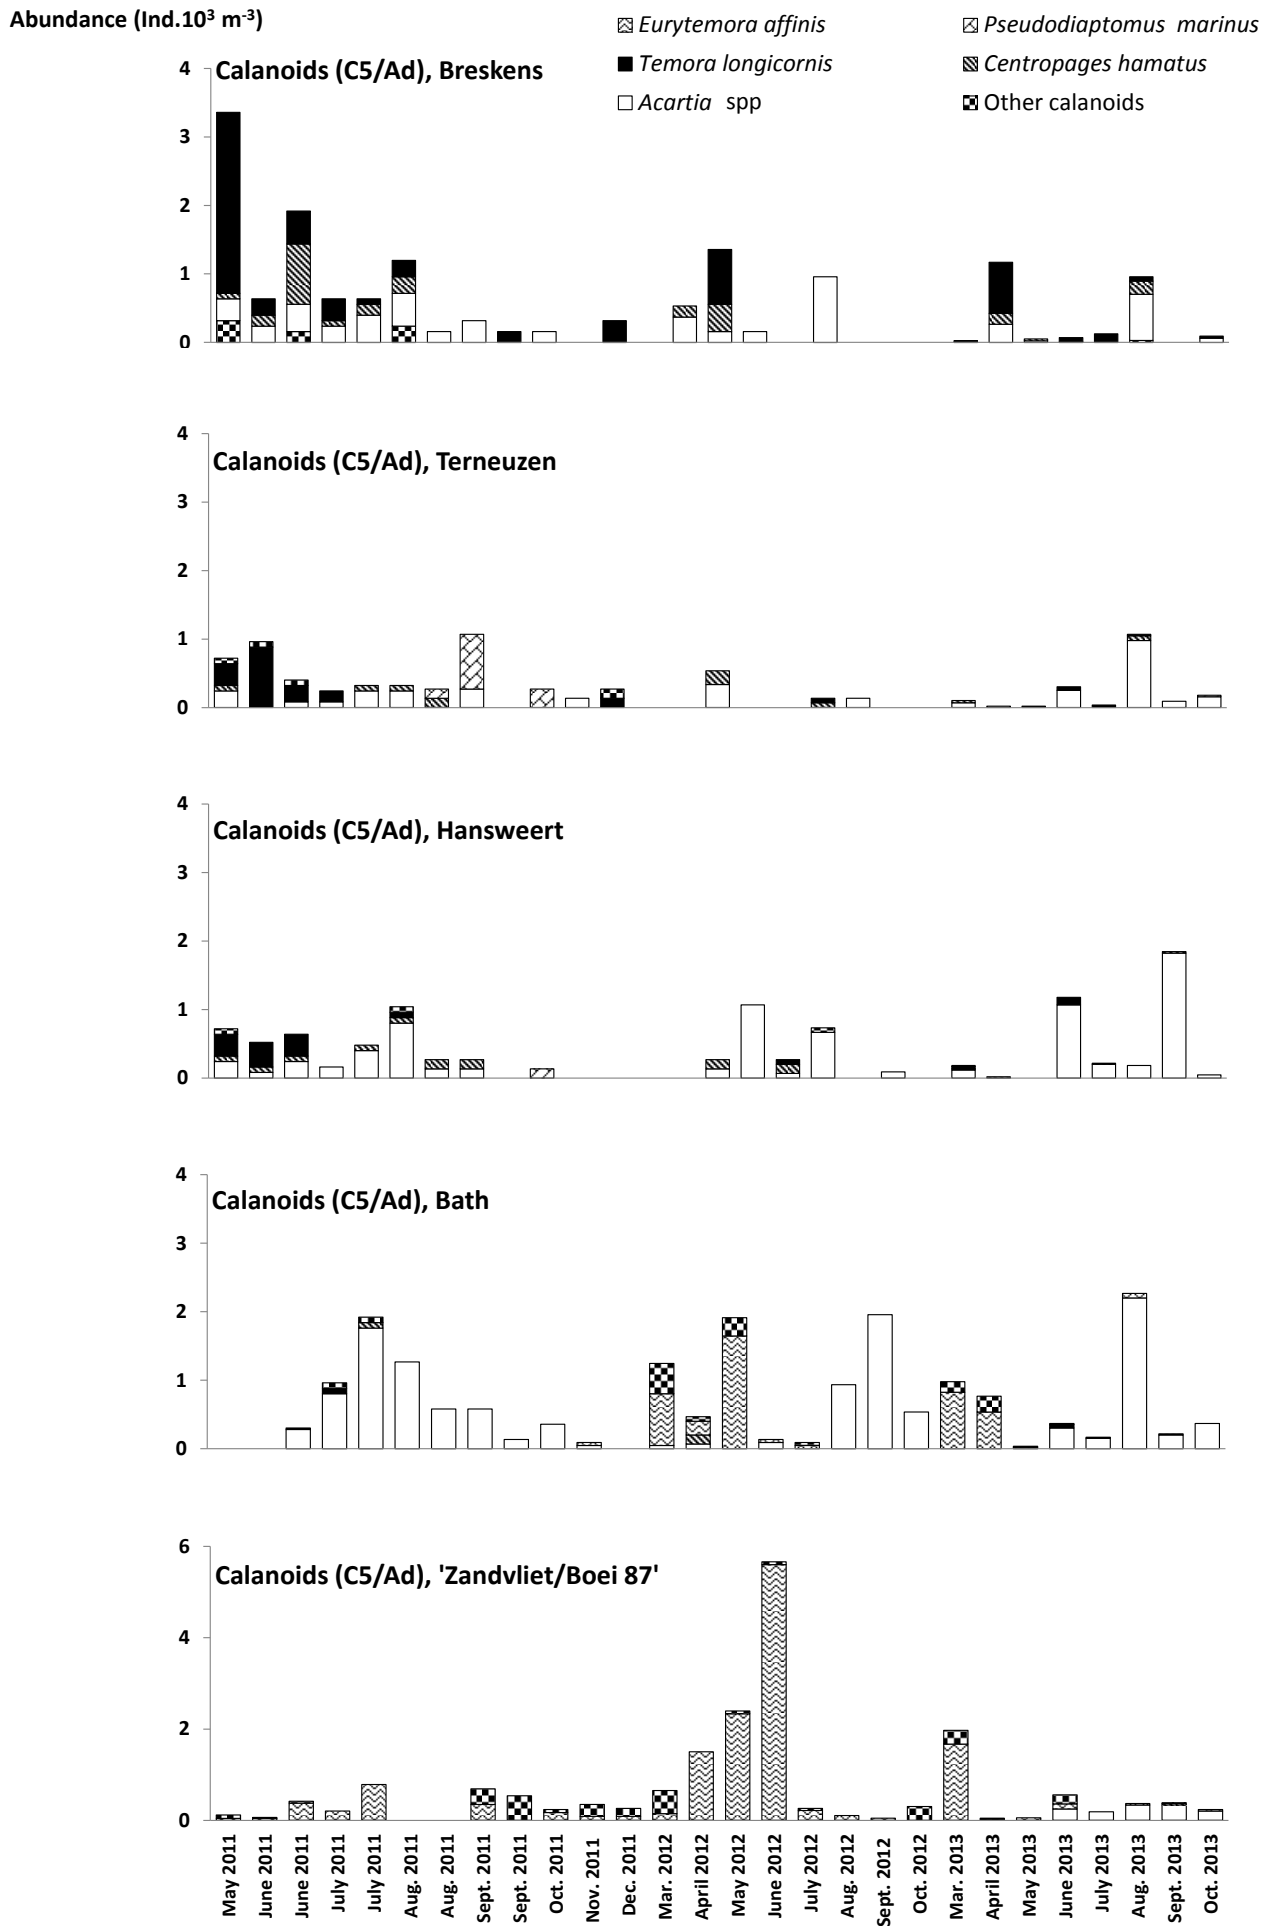 Abundance (Ind.10³ m⁻³)
Eurytemora affinis
Pseudodiaptomus marinus
Temora longicornis
Centropages hamatus
Acartia spp
Other calanoids
Calanoids (C5/Ad), Breskens
4
3
2
1
0
Calanoids (C5/Ad), Terneuzen
4
3
2
1
0
Calanoids (C5/Ad), Hansweert
4
3
2
1
0
Calanoids (C5/Ad), Bath
4
3
2
1
0
Calanoids (C5/Ad), 'Zandvliet/Boei 87'
6
4
2
0
May 2011
June 2011
June 2011
July 2011
July 2011
Aug. 2011
Aug. 2011
Sept. 2011
Sept. 2011
Oct. 2011
Nov. 2011
Dec. 2011
Mar. 2012
April 2012
May 2012
June 2012
July 2012
Aug. 2012
Sept. 2012
Oct. 2012
Mar. 2013
April 2013
May 2013
June 2013
July 2013
Aug. 2013
Sept. 2013
Oct. 2013